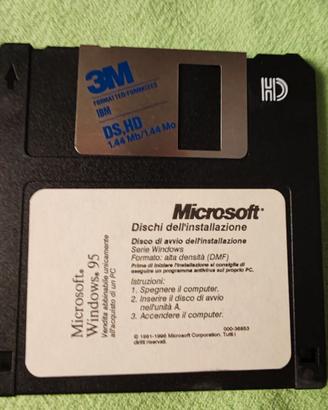 3M
FORMATTED/FORMATEES
IBM
DS,HD
1.44 Mb/1.44 Mo
HD
Microsoft®
Dischi dell'installazione
Disco di avvio dell'installazione
Serie Windows
Formato: alta densità (DMF)
Prima di iniziare l'installazione si consiglia di
eseguire un programma antivirus sul proprio PC.
Istruzioni:
1. Spegnere il computer.
2. Inserire il disco di avvio
nell'unità A.
3. Accendere il computer.
000-36953
© 1981-1996 Microsoft Corporation. Tutti i
diritti riservati.
Microsoft®
Windows® 95
Vendita abbinabile unicamente
all'acquisto di un PC